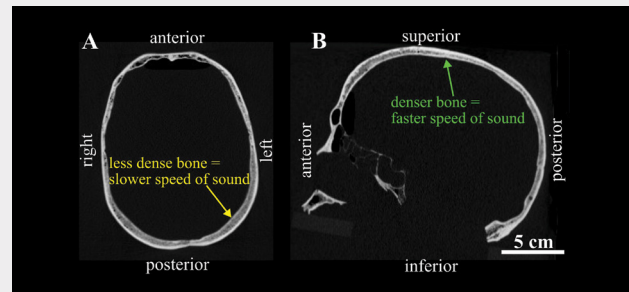 A
anterior
right
left
less dense bone =
slower speed of sound
posterior
B
superior
anterior
denser bone =
faster speed of sound
posterior
5 cm
inferior